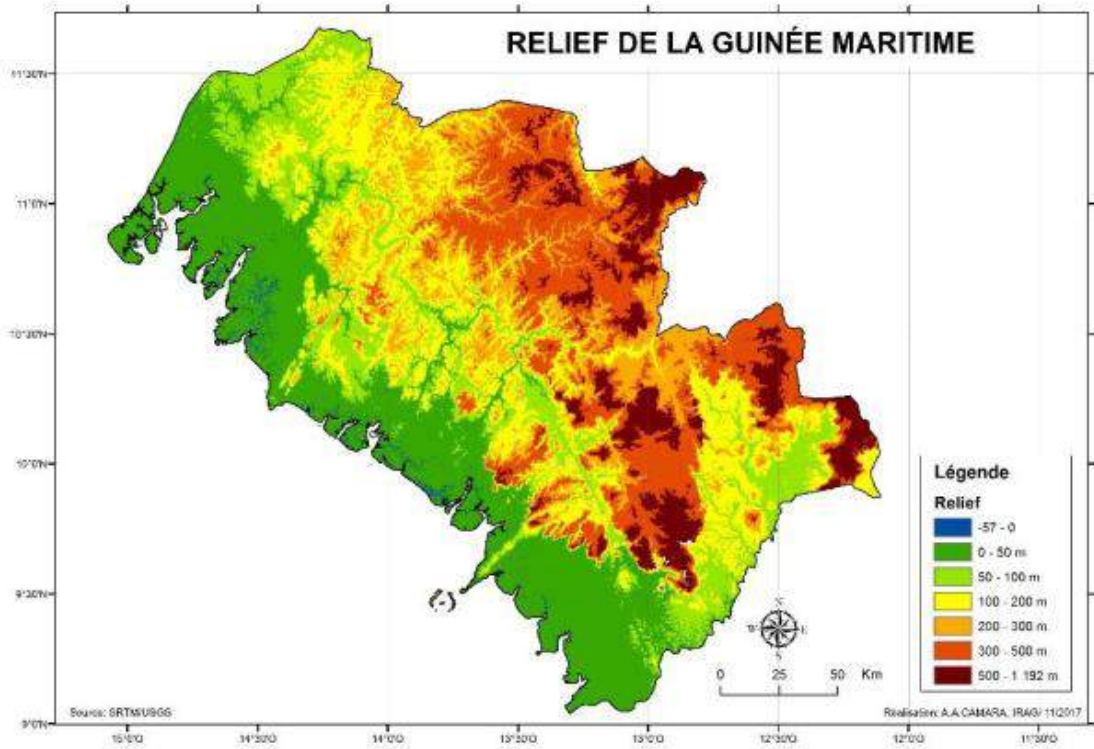 RELIEF DE LA GUINÉE MARITIME
11°30'N
11°0'N
10°30'N
10°0'N
9°30'N
9°0'N
Légende
Relief
-57 - 0
0 - 50 m
50 - 100 m
100 - 200 m
200 - 300 m
300 - 500 m
500 - 1 192 m
N
W E
S
0 25 50 Km
Source: SRTM/USGS
Réalisation: A.A.CAMARA, IRAG/ 11/2017
15°0'O 14°30'O 14°0'O 13°30'O 13°0'O 12°30'O 12°0'O 11°30'O